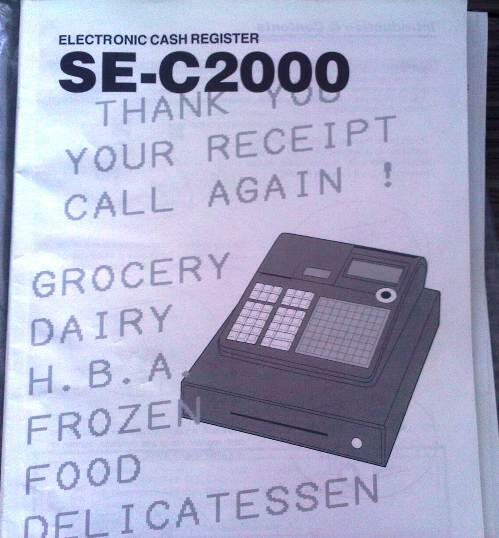 ELECTRONIC CASH REGISTER
SE-C2000
THANK YOU
YOUR RECEIPT
CALL AGAIN !
GROCERY
DAIRY
H.B.A.
FROZEN
FOOD
DELICATESSEN